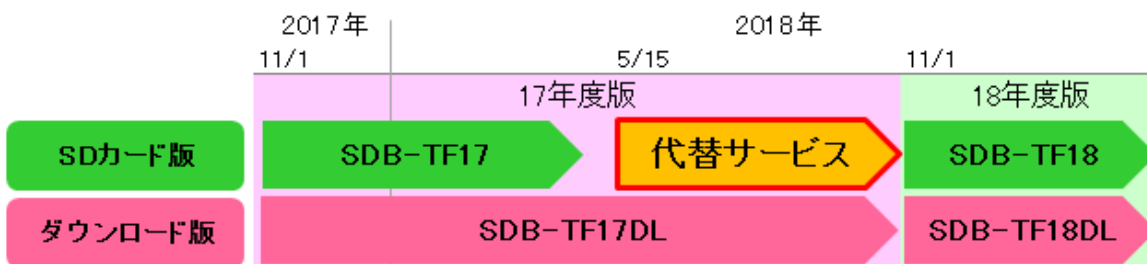 2017年 2018年
11/1 5/15 11/1
17年度版 18年度版
SDカード版 SDB-TF17 代替サービス SDB-TF18
ダウンロード版 SDB-TF17DL SDB-TF18DL